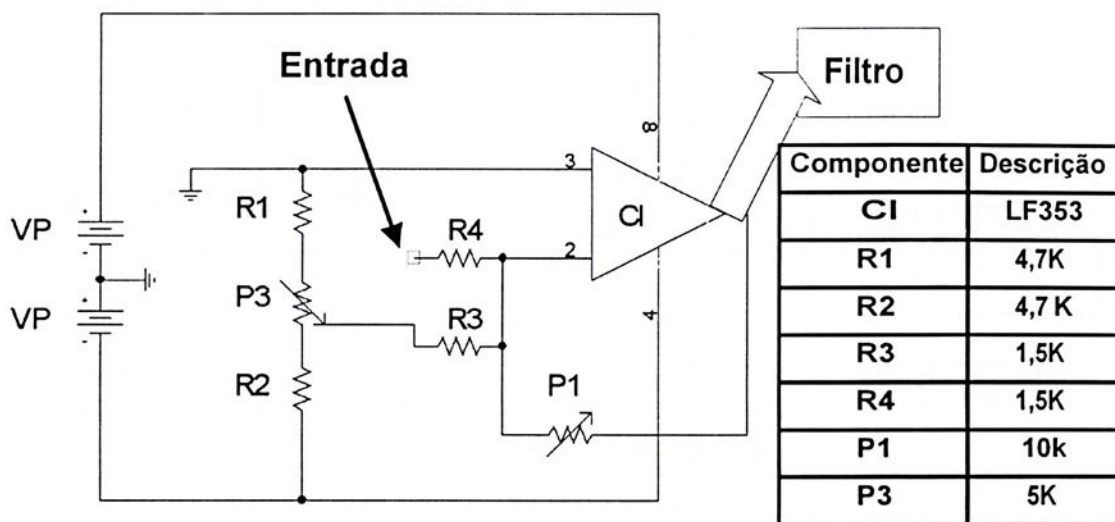 Entrada
Filtro
8
3
R1
CI
VP
R4
2
P3
4
VP
R3
R2
P1
Componente Descrição
CI LF353
R1 4,7K
R2 4,7 K
R3 1,5K
R4 1,5K
P1 10k
P3 5K